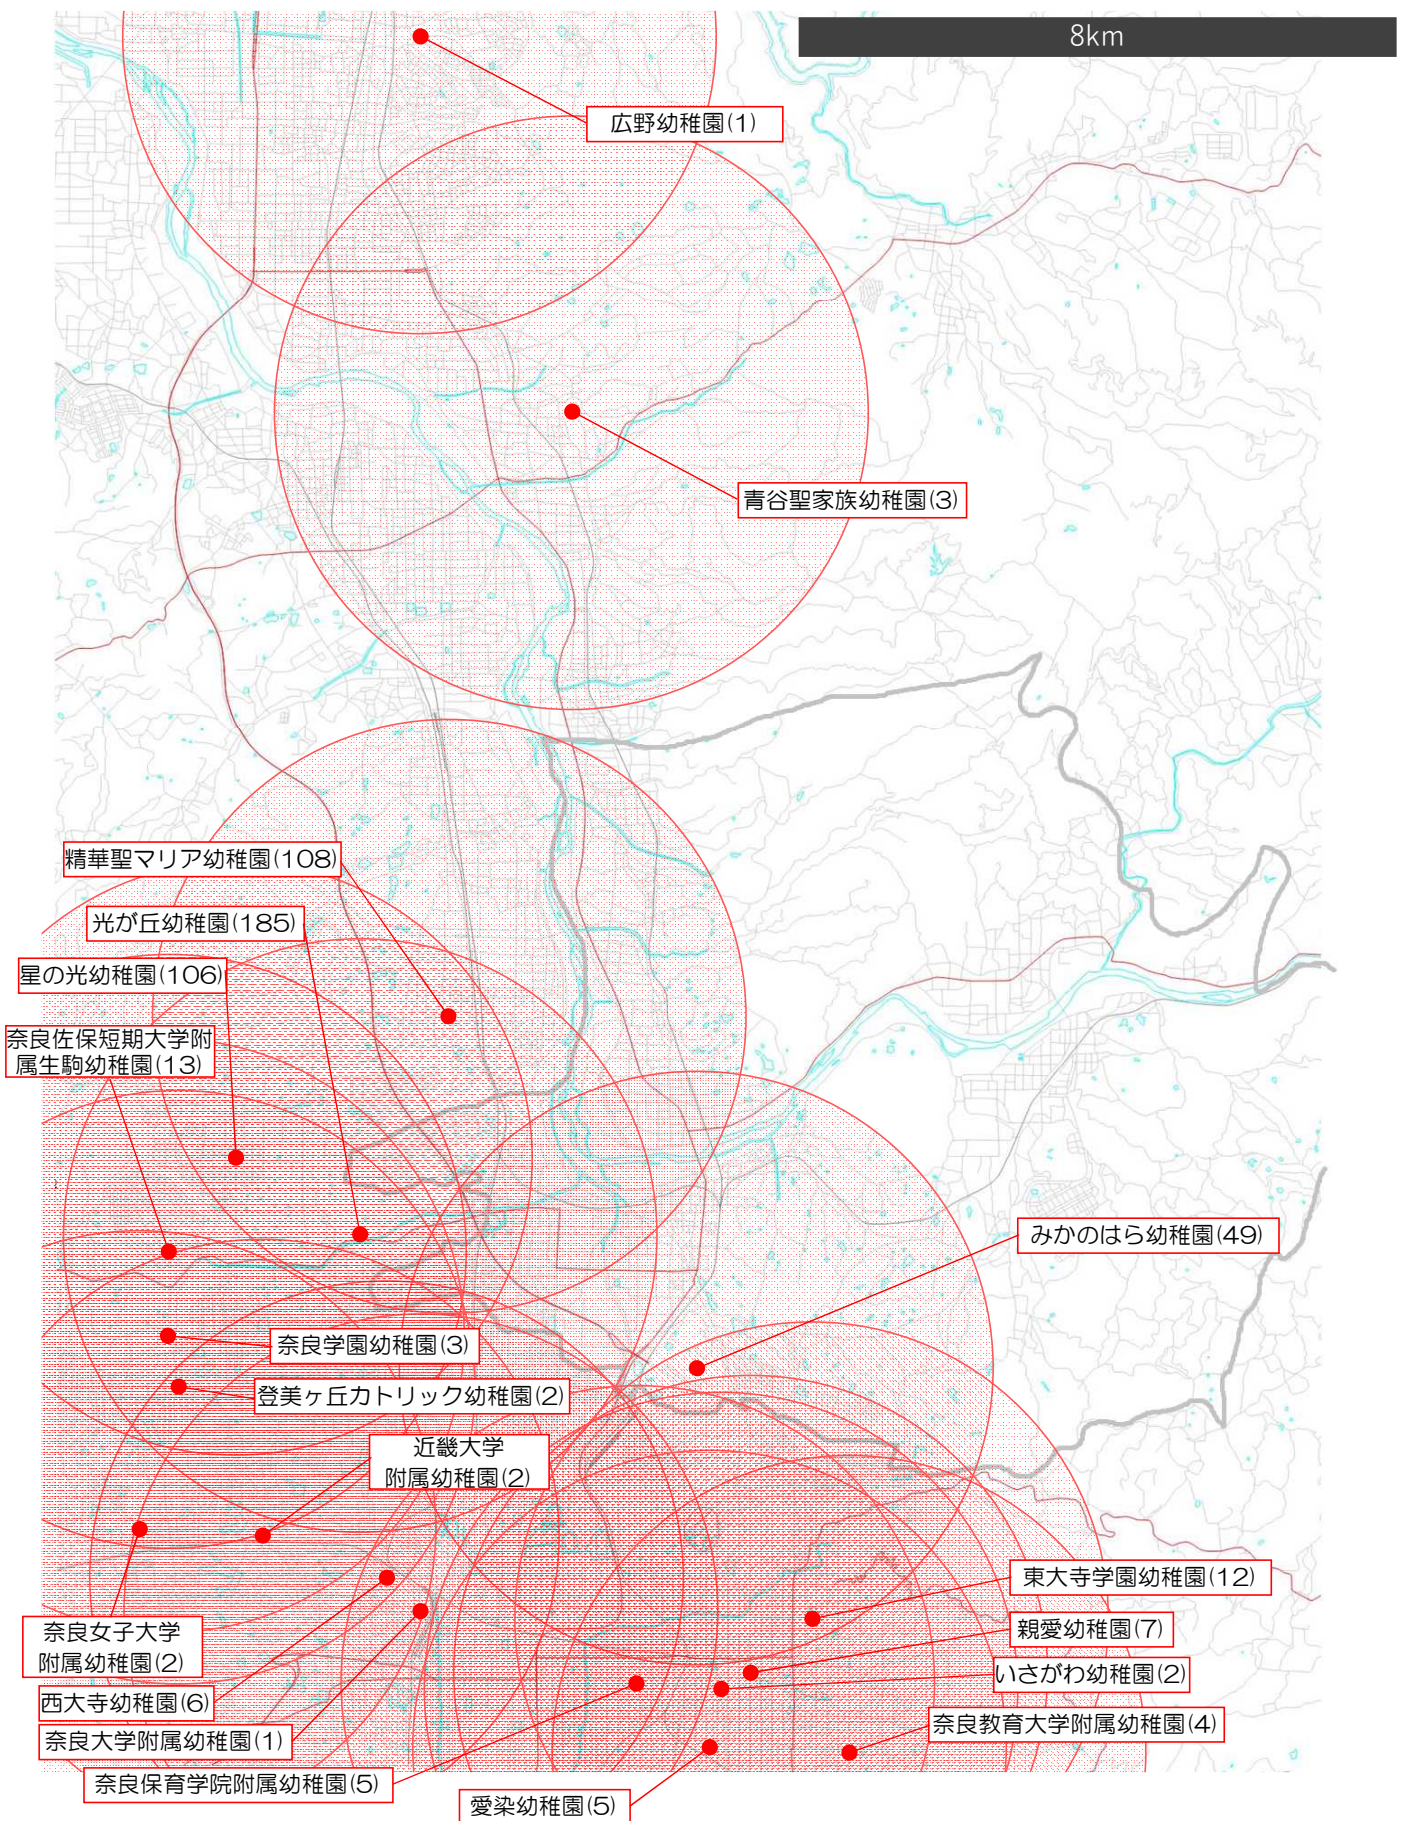 8km
広野幼稚園(1)
青谷聖家族幼稚園(3)
精華聖マリア幼稚園(108)
光が丘幼稚園(185)
星の光幼稚園(106)
奈良佐保短期大学附
属生駒幼稚園(13)
みかのはら幼稚園(49)
奈良学園幼稚園(3)
登美ヶ丘カトリック幼稚園(2)
近畿大学
附属幼稚園(2)
東大寺学園幼稚園(12)
親愛幼稚園(7)
奈良女子大学
附属幼稚園(2)
いさがわ幼稚園(2)
西大寺幼稚園(6)
奈良教育大学附属幼稚園(4)
奈良大学附属幼稚園(1)
奈良保育学院附属幼稚園(5)
愛染幼稚園(5)